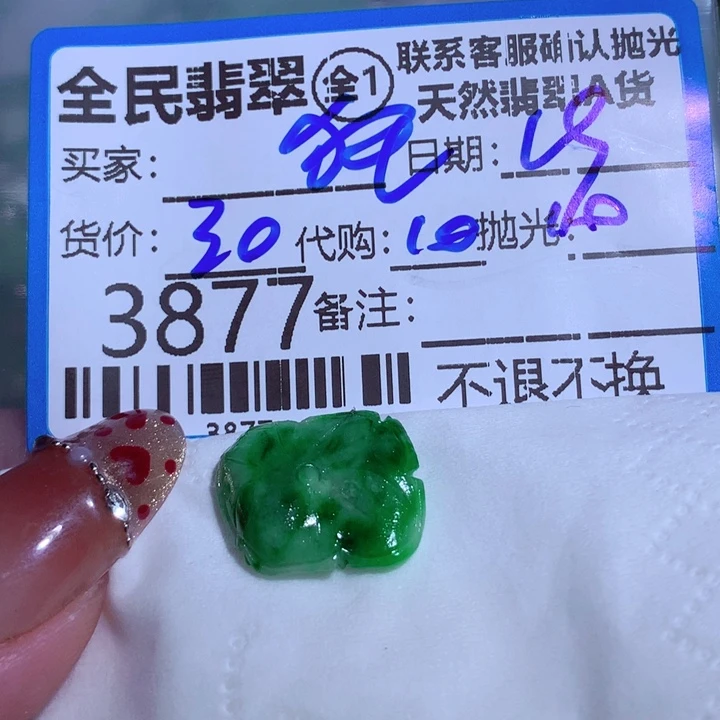 全民翡翠 全1 联系客服确认抛光
天然翡翠A货
买家: 日期:
货价: 30 代购: 10 抛光:
3877 备注:
不退不换
3877